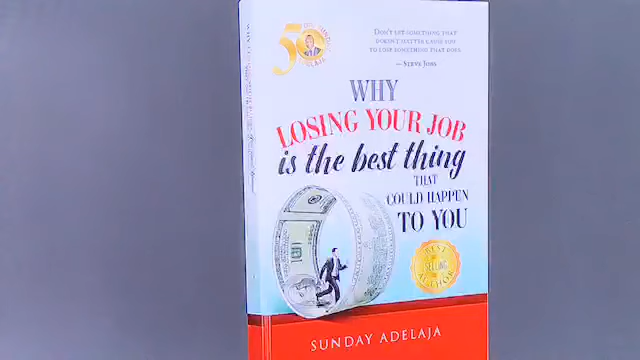 50
DON'T LET SOMETHING THAT
DOESN'T MATTER CAUSE YOU
TO LOSE SOMETHING THAT DOES.
— STEVE JOBS
WHY
LOSING YOUR JOB
is the best thing
THAT
COULD HAPPEN
TO YOU
BEST
SELLING
AUTHOR
SUNDAY ADELAJA